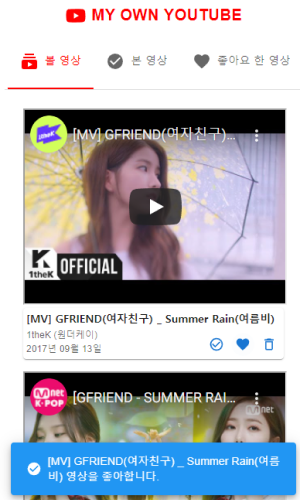 MY OWN YOUTUBE
볼 영상 본 영상 좋아요 한 영상
1theK
[MV] GFRIEND(여자친구)...
K
1theK OFFICIAL
[MV] GFRIEND(여자친구) _ Summer Rain(여름비)
1theK (원더케이)
2017년 09월 13일
Mnet
K-POP
[GFRIEND - SUMMER RAI...
[MV] GFRIEND(여자친구) _ Summer Rain(여름
비) 영상을 좋아합니다.